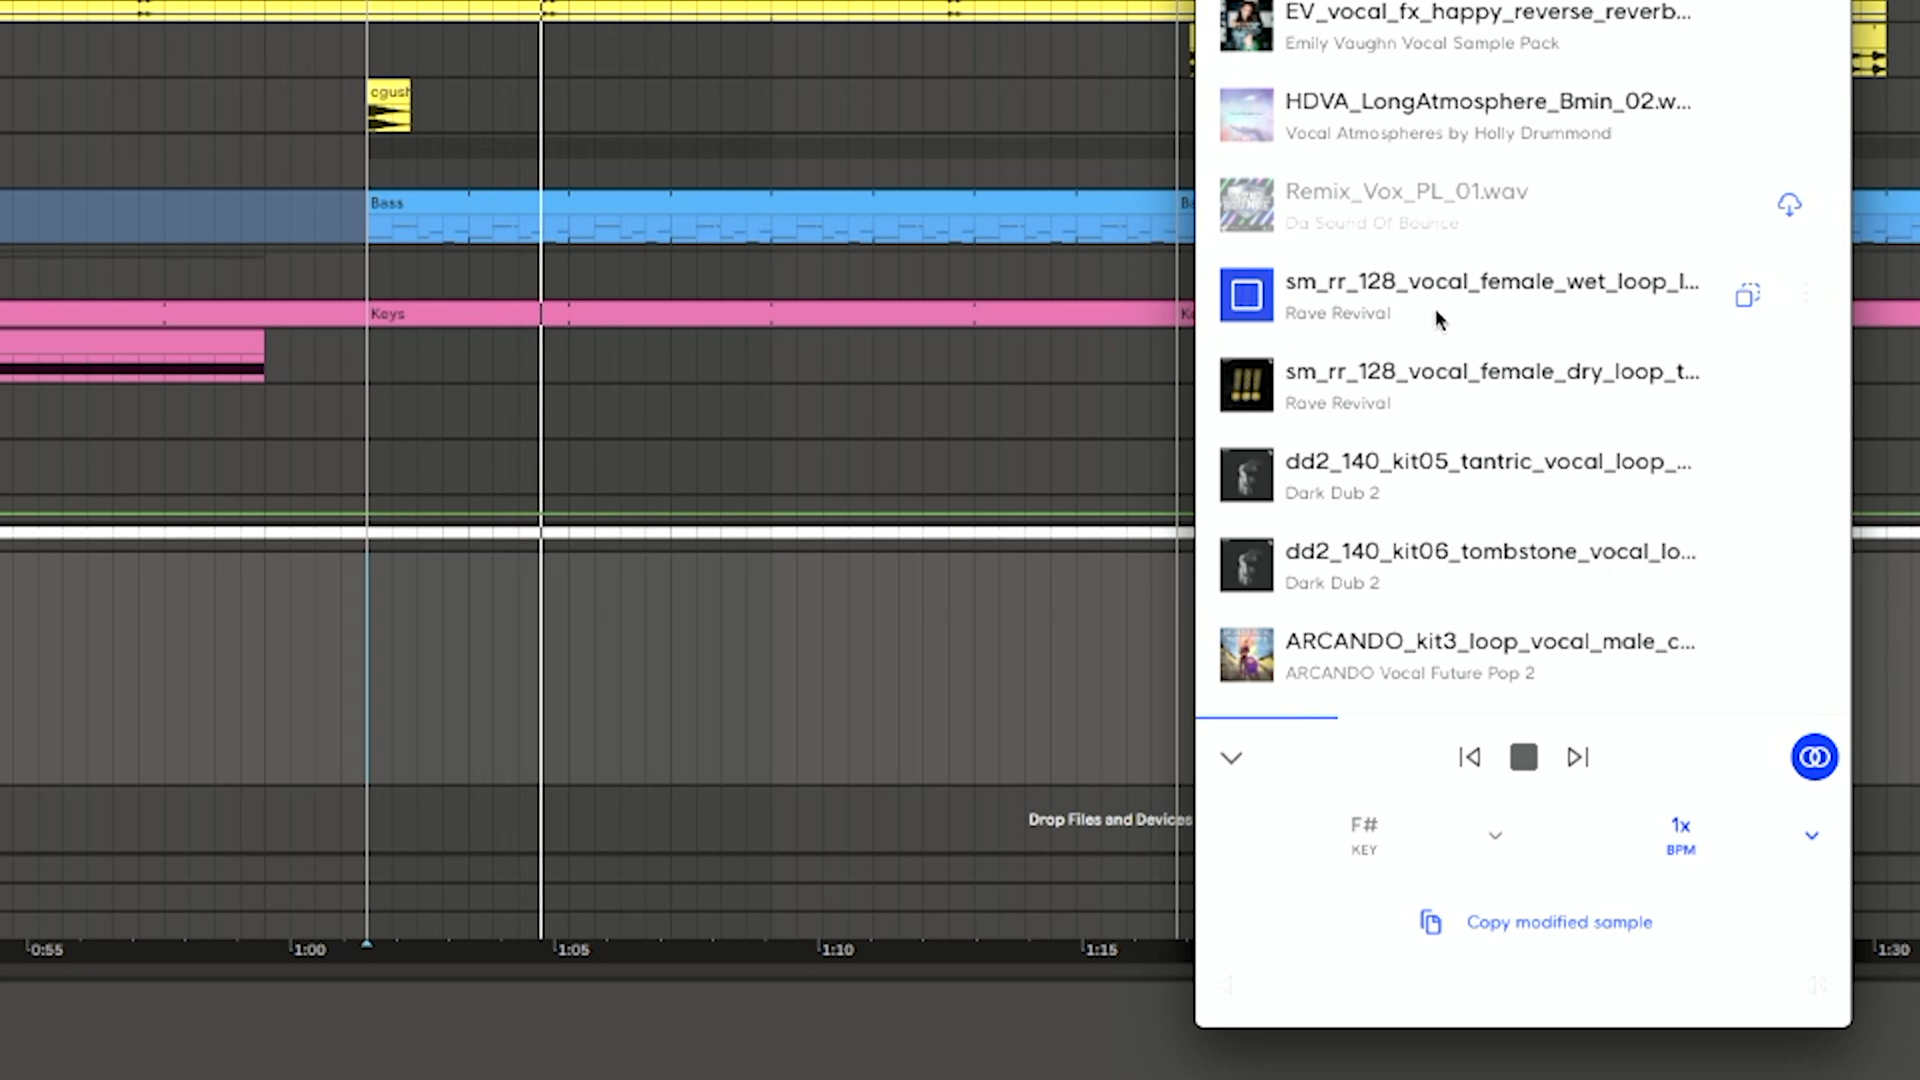 EV_vocal_fx_happy_reverse_reverb...
Emily Vaughn Vocal Sample Pack
cgush
HDVA_LongAtmosphere_Bmin_02.w...
Vocal Atmospheres by Holly Drummond
Bass
Remix_Vox_PL_01.wav
Da Sound Of Bounce
sm_rr_128_vocal_female_wet_loop_l...
Rave Revival
Keys
sm_rr_128_vocal_female_dry_loop_t...
Rave Revival
dd2_140_kit05_tantric_vocal_loop_...
Dark Dub 2
dd2_140_kit06_tombstone_vocal_lo...
Dark Dub 2
ARCANDO_kit3_loop_vocal_male_c...
ARCANDO Vocal Future Pop 2
Drop Files and Devices
F#
KEY
1x
BPM
Copy modified sample
0:55 1:00 1:05 1:10 1:15 1:30